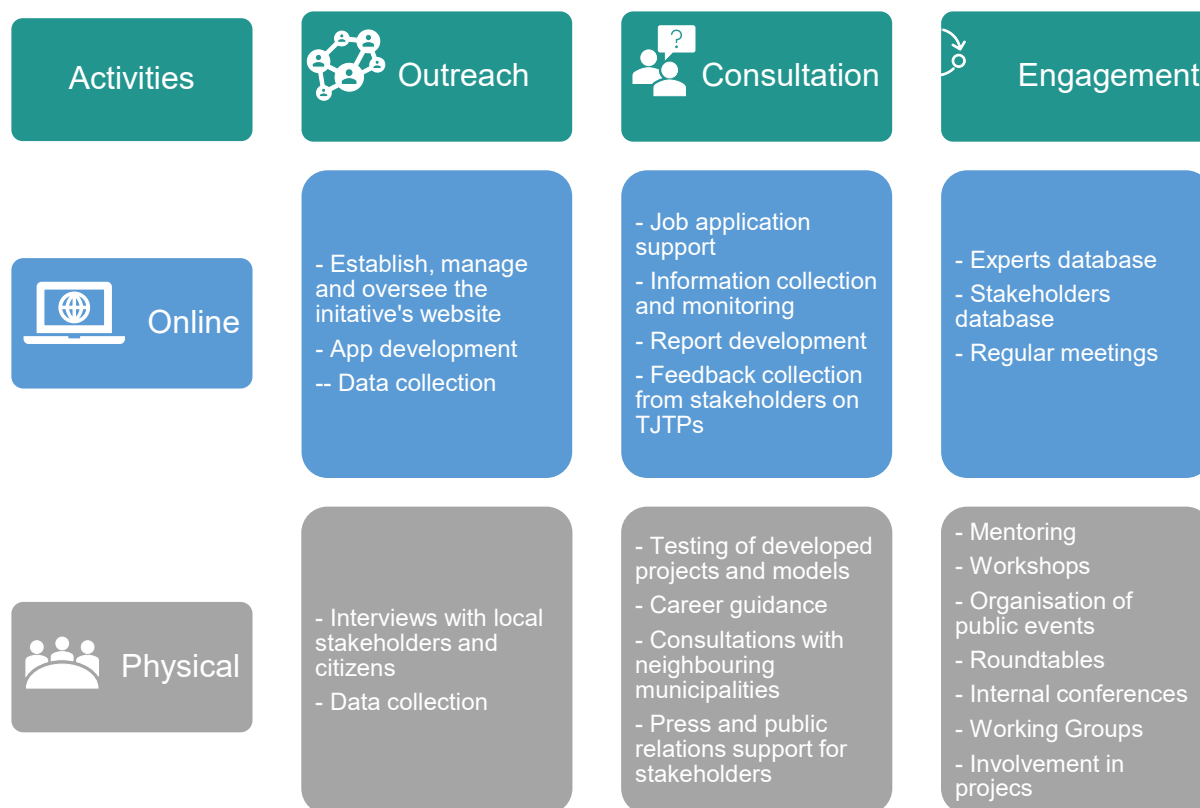 Activities
Outreach
?
Consultation
Engagement
Online
- Establish, manage
and oversee the
initative's website
- App development
-- Data collection
- Job application
support
- Information collection
and monitoring
- Report development
- Feedback collection
from stakeholders on
TJTPs
- Experts database
- Stakeholders
database
- Regular meetings
Physical
- Interviews with local
stakeholders and
citizens
- Data collection
- Testing of developed
projects and models
- Career guidance
- Consultations with
neighbouring
municipalities
- Press and public
relations support for
stakeholders
- Mentoring
- Workshops
- Organisation of
public events
- Roundtables
- Internal conferences
- Working Groups
- Involvement in
projecs